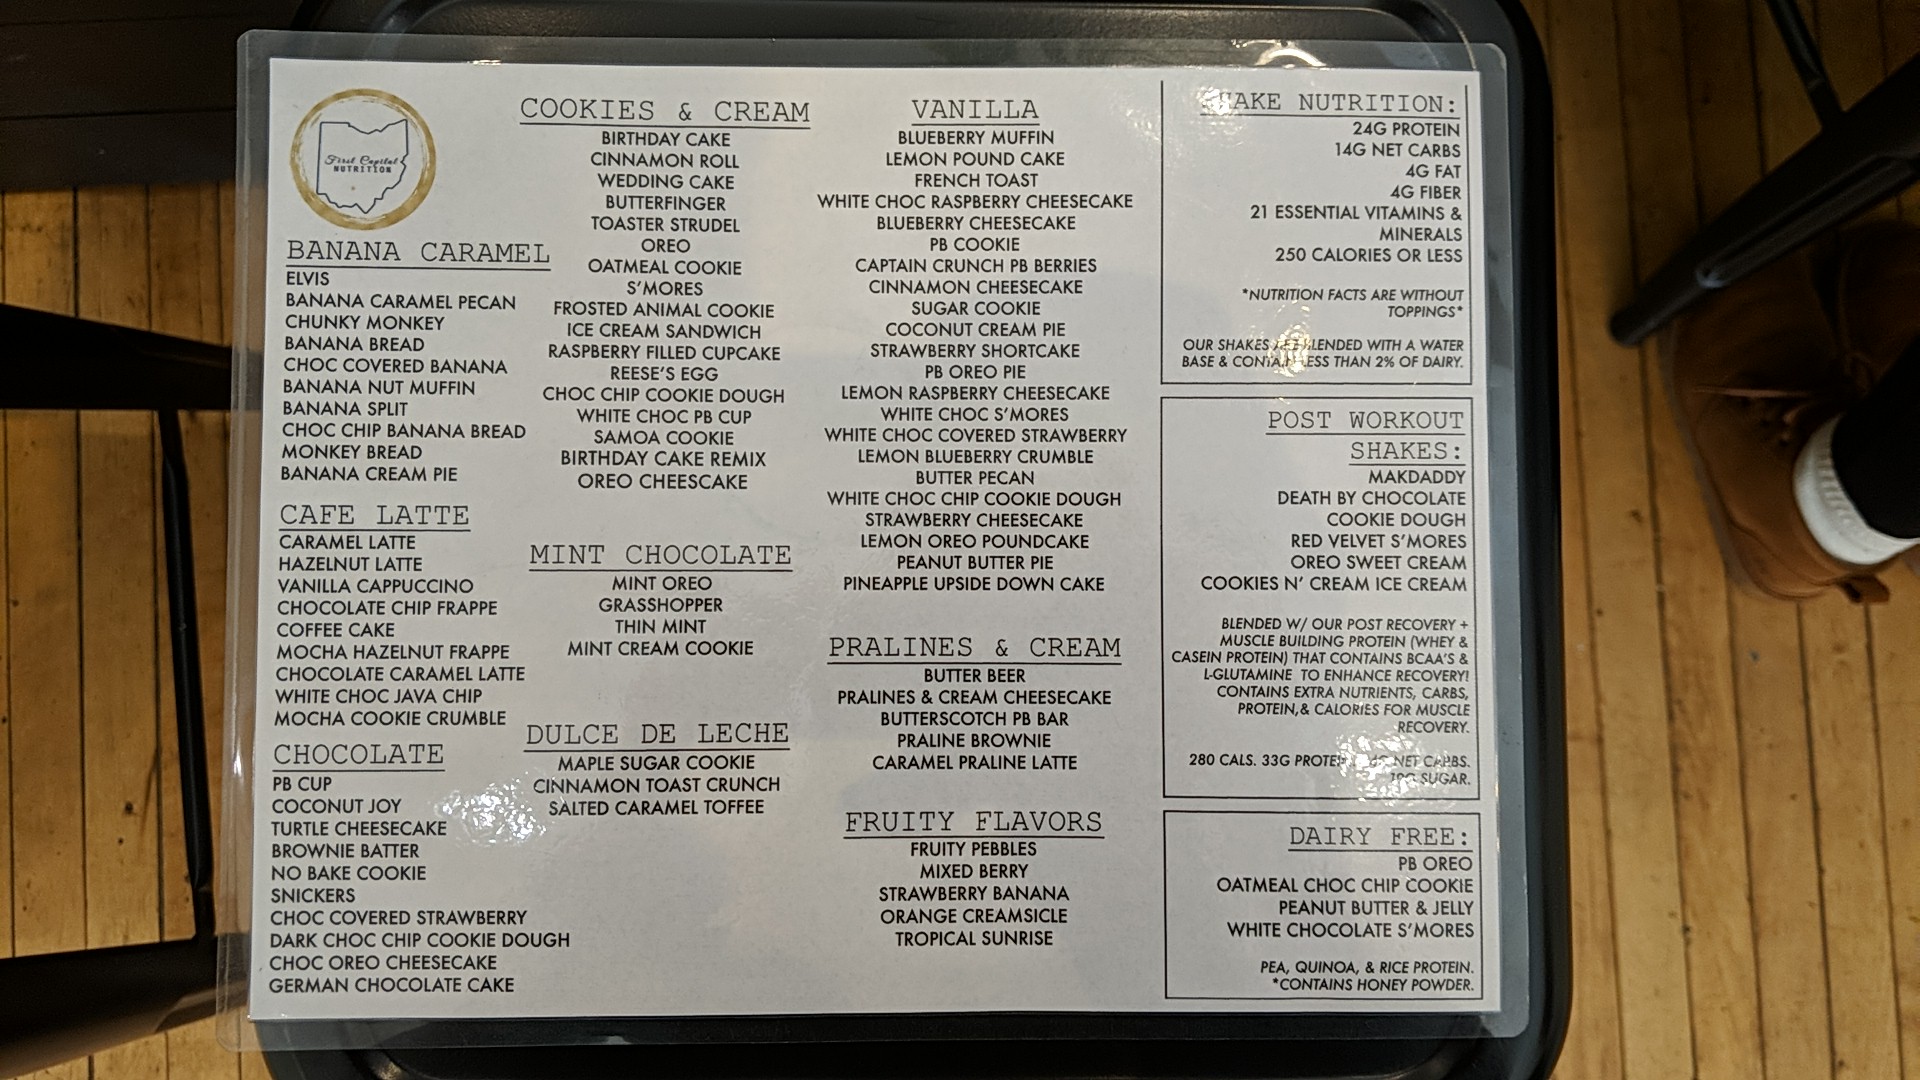 First Capital
NUTRITION
BANANA CARAMEL
ELVIS
BANANA CARAMEL PECAN
CHUNKY MONKEY
BANANA BREAD
CHOC COVERED BANANA
BANANA NUT MUFFIN
BANANA SPLIT
CHOC CHIP BANANA BREAD
MONKEY BREAD
BANANA CREAM PIE
CAFE LATTE
CARAMEL LATTE
HAZELNUT LATTE
VANILLA CAPPUCCINO
CHOCOLATE CHIP FRAPPE
COFFEE CAKE
MOCHA HAZELNUT FRAPPE
CHOCOLATE CARAMEL LATTE
WHITE CHOC JAVA CHIP
MOCHA COOKIE CRUMBLE
CHOCOLATE
PB CUP
COCONUT JOY
TURTLE CHEESECAKE
BROWNIE BATTER
NO BAKE COOKIE
SNICKERS
CHOC COVERED STRAWBERRY
DARK CHOC CHIP COOKIE DOUGH
CHOC OREO CHEESECAKE
GERMAN CHOCOLATE CAKE
COOKIES & CREAM
BIRTHDAY CAKE
CINNAMON ROLL
WEDDING CAKE
BUTTERFINGER
TOASTER STRUDEL
OREO
OATMEAL COOKIE
S'MORES
FROSTED ANIMAL COOKIE
ICE CREAM SANDWICH
RASPBERRY FILLED CUPCAKE
REESE'S EGG
CHOC CHIP COOKIE DOUGH
WHITE CHOC PB CUP
SAMOA COOKIE
BIRTHDAY CAKE REMIX
OREO CHEESCAKE
MINT CHOCOLATE
MINT OREO
GRASSHOPPER
THIN MINT
MINT CREAM COOKIE
DULCE DE LECHE
MAPLE SUGAR COOKIE
CINNAMON TOAST CRUNCH
SALTED CARAMEL TOFFEE
VANILLA
BLUEBERRY MUFFIN
LEMON POUND CAKE
FRENCH TOAST
WHITE CHOC RASPBERRY CHEESECAKE
BLUEBERRY CHEESECAKE
PB COOKIE
CAPTAIN CRUNCH PB BERRIES
CINNAMON CHEESECAKE
SUGAR COOKIE
COCONUT CREAM PIE
STRAWBERRY SHORTCAKE
PB OREO PIE
LEMON RASPBERRY CHEESECAKE
WHITE CHOC S'MORES
WHITE CHOC COVERED STRAWBERRY
LEMON BLUEBERRY CRUMBLE
BUTTER PECAN
WHITE CHOC CHIP COOKIE DOUGH
STRAWBERRY CHEESECAKE
LEMON OREO POUNDCAKE
PEANUT BUTTER PIE
PINEAPPLE UPSIDE DOWN CAKE
PRALINES & CREAM
BUTTER BEER
PRALINES & CREAM CHEESECAKE
BUTTERSCOTCH PB BAR
PRALINE BROWNIE
CARAMEL PRALINE LATTE
FRUITY FLAVORS
FRUITY PEBBLES
MIXED BERRY
STRAWBERRY BANANA
ORANGE CREAMSICLE
TROPICAL SUNRISE
SHAKE NUTRITION:
24G PROTEIN
14G NET CARBS
4G FAT
4G FIBER
21 ESSENTIAL VITAMINS &
MINERALS
250 CALORIES OR LESS
*NUTRITION FACTS ARE WITHOUT
TOPPINGS*
OUR SHAKES ARE BLENDED WITH A WATER
BASE & CONTAIN LESS THAN 2% OF DAIRY.
POST WORKOUT
SHAKES:
MAKDADDY
DEATH BY CHOCOLATE
COOKIE DOUGH
RED VELVET S'MORES
OREO SWEET CREAM
COOKIES N' CREAM ICE CREAM
BLENDED W/ OUR POST RECOVERY +
MUSCLE BUILDING PROTEIN (WHEY &
CASEIN PROTEIN) THAT CONTAINS BCAA'S &
L-GLUTAMINE TO ENHANCE RECOVERY!
CONTAINS EXTRA NUTRIENTS, CARBS,
PROTEIN,& CALORIES FOR MUSCLE
RECOVERY.
280 CALS. 33G PROTEIN. NET CARBS.
SUGAR.
DAIRY FREE:
PB OREO
OATMEAL CHOC CHIP COOKIE
PEANUT BUTTER & JELLY
WHITE CHOCOLATE S'MORES
PEA, QUINOA, & RICE PROTEIN.
*CONTAINS HONEY POWDER.